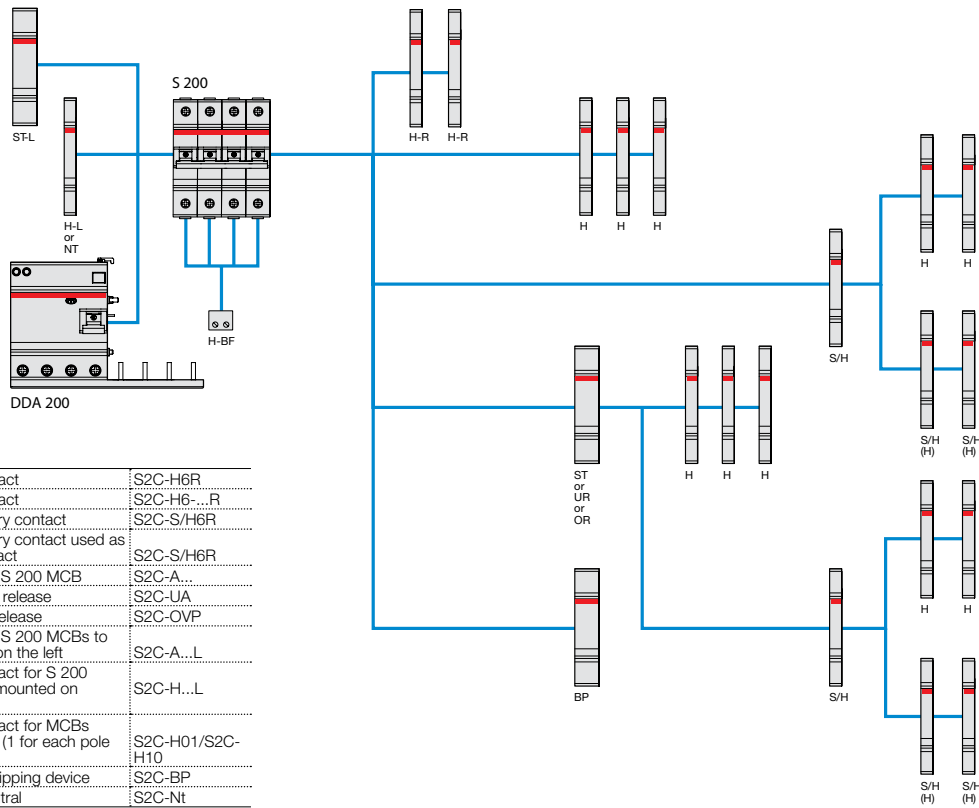 ST-L
S 200
H-R H-R
H-L
or
NT
H H H
H H
S/H
H-BF
DDA 200
S/H
(H)
S/H
(H)
ST
or
UR
or
OR
H H H
H H
BP
S/H
S/H
(H)
S/H
(H)
act S2C-H6R
act S2C-H6-...R
ry contact S2C-S/H6R
ry contact used as
act S2C-S/H6R
S 200 MCB S2C-A...
release S2C-UA
elease S2C-OVP
S 200 MCBs to
on the left S2C-A...L
act for S 200
mounted on S2C-H...L
act for MCBs
(1 for each pole S2C-H01/S2C-
H10
ipping device S2C-BP
tral S2C-Nt